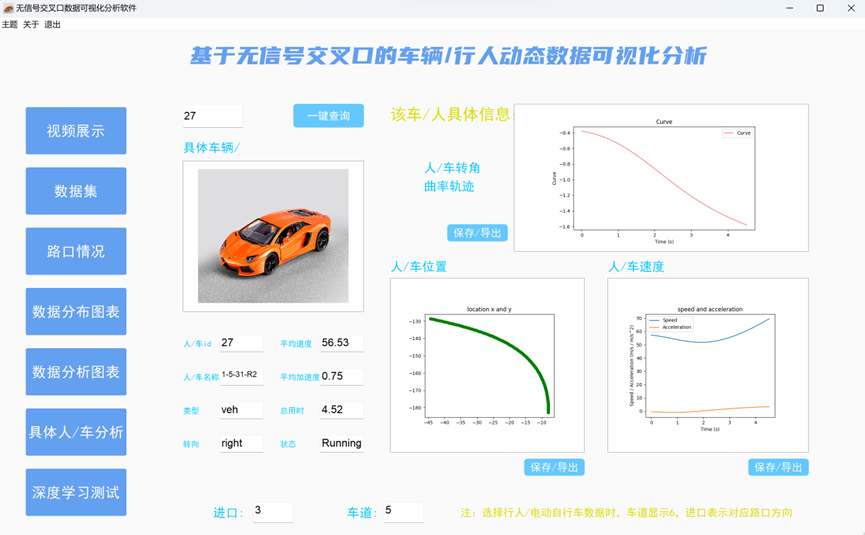 无信号交叉口数据可视化分析软件
主题 关于 退出
基于无信号交叉口的车辆/行人动态数据可视化分析
视频展示
数据集
路口情况
数据分布图表
数据分析图表
具体人/车分析
深度学习测试
27
一键查询
具体车辆/
人/车id 27
平均速度 56.53
人/车名称 1-5-31-R2
平均加速度 0.75
类型 veh
总用时 4.52
转向 right
状态 Running
该车/人具体信息
人/车转角
曲率轨迹
保存/导出
Curve
Curve
Curve
-0.4
-0.6
-0.8
-1.0
-1.2
-1.4
-1.6
0 1 2 3 4
Time (s)
人/车位置
location x and y
-130
-140
-150
-160
-170
-180
-45 -40 -35 -30 -25 -20 -15 -10
保存/导出
人/车速度
speed and acceleration
Speed
Acceleration
Speed / Acceleration (m/s / m/s^2)
70
60
50
40
30
20
10
0
0 1 2 3 4
Time (s)
保存/导出
进口: 3
车道: 5
注: 选择行人/电动自行车数据时, 车道显示6, 进口表示对应路口方向